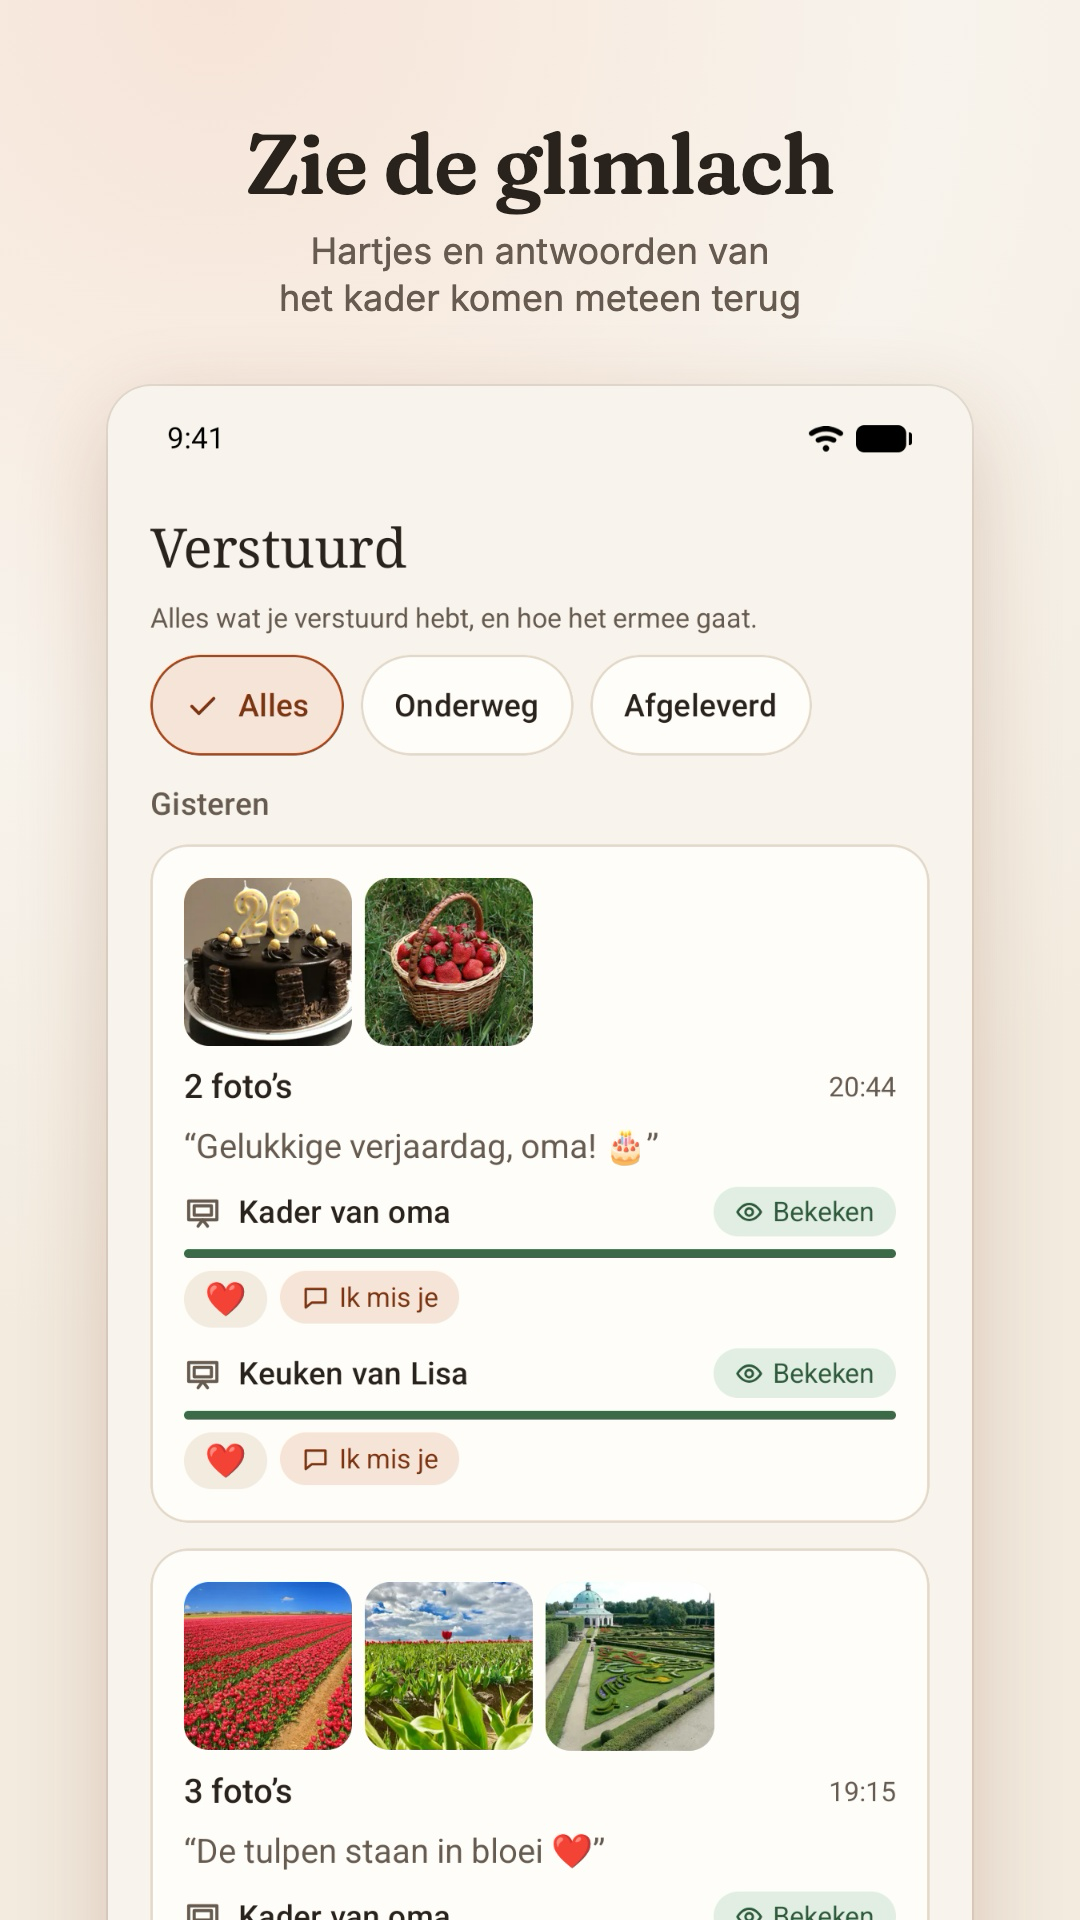 Zie de glimlach
Hartjes en antwoorden van
het kader komen meteen terug
9:41
Verstuurd
Alles wat je verstuurd hebt, en hoe het ermee gaat.
Alles
Onderweg
Afgeleverd
Gisteren
26
2 foto’s
20:44
“Gelukkige verjaardag, oma! 🎂”
Kader van oma
Bekeken
❤️
Ik mis je
Keuken van Lisa
Bekeken
❤️
Ik mis je
3 foto’s
19:15
“De tulpen staan in bloei ❤️”
Kader van oma
Bekeken